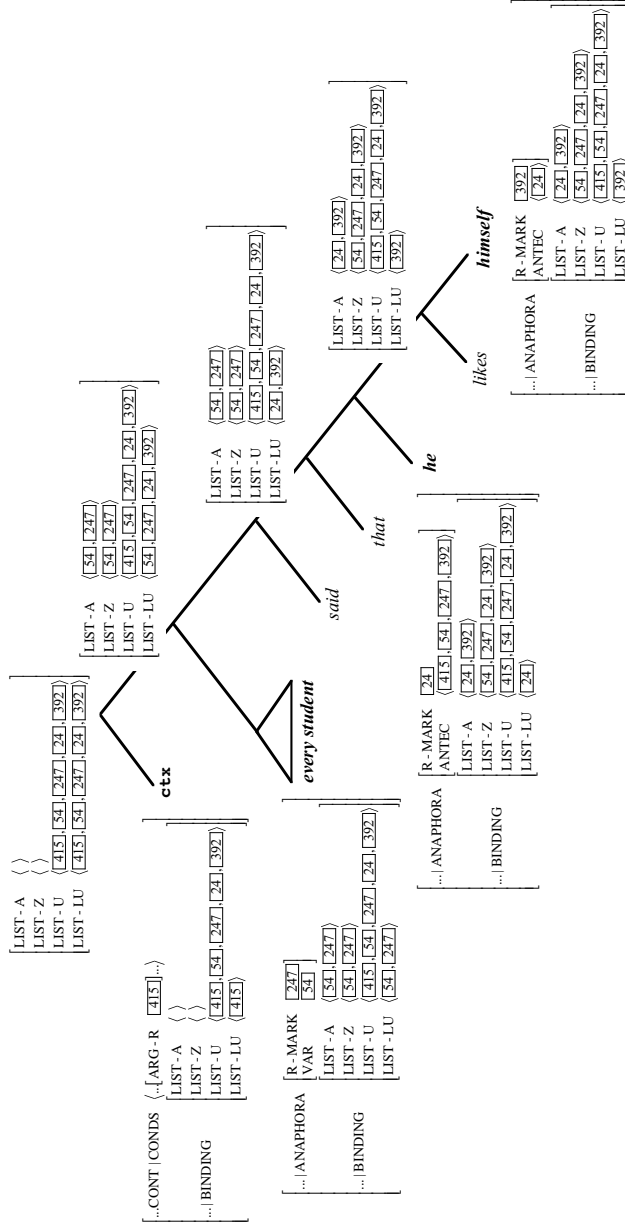 LIST - A ⟨ ⟩
LIST - Z ⟨ ⟩
LIST - U ⟨ 415 , 54 , 247 , 24 , 392 ⟩
LIST - LU ⟨ 415 , 54 , 247 , 24 , 392 ⟩
ctx
...CONT | CONDS ⟨ ...[ ARG - R 415 ]... ⟩
...| BINDING
LIST - A ⟨ ⟩
LIST - Z ⟨ ⟩
LIST - U ⟨ 415 , 54 , 247 , 24 , 392 ⟩
LIST - LU ⟨ 415 ⟩
LIST - A ⟨ 54 , 247 ⟩
LIST - Z ⟨ 54 , 247 ⟩
LIST - U ⟨ 415 , 54 , 247 , 24 , 392 ⟩
LIST - LU ⟨ 54 , 247 , 24 , 392 ⟩
every student
...| ANAPHORA
R - MARK 247
VAR 54
...| BINDING
LIST - A ⟨ 54 , 247 ⟩
LIST - Z ⟨ 54 , 247 ⟩
LIST - U ⟨ 415 , 54 , 247 , 24 , 392 ⟩
LIST - LU ⟨ 54 , 247 ⟩
said
LIST - A ⟨ 54 , 247 ⟩
LIST - Z ⟨ 54 , 247 ⟩
LIST - U ⟨ 415 , 54 , 247 , 24 , 392 ⟩
LIST - LU ⟨ 24 , 392 ⟩
that
he
...| ANAPHORA
R - MARK 24
ANTEC ⟨ 415 , 54 , 247 , 392 ⟩
...| BINDING
LIST - A ⟨ 24 , 392 ⟩
LIST - Z ⟨ 54 , 247 , 24 , 392 ⟩
LIST - U ⟨ 415 , 54 , 247 , 24 , 392 ⟩
LIST - LU ⟨ 24 ⟩
LIST - A ⟨ 24 , 392 ⟩
LIST - Z ⟨ 54 , 247 , 24 , 392 ⟩
LIST - U ⟨ 415 , 54 , 247 , 24 , 392 ⟩
LIST - LU ⟨ 392 ⟩
likes
himself
...| ANAPHORA
R - MARK 392
ANTEC ⟨ 24 ⟩
...| BINDING
LIST - A ⟨ 24 , 392 ⟩
LIST - Z ⟨ 54 , 247 , 24 , 392 ⟩
LIST - U ⟨ 415 , 54 , 247 , 24 , 392 ⟩
LIST - LU ⟨ 392 ⟩